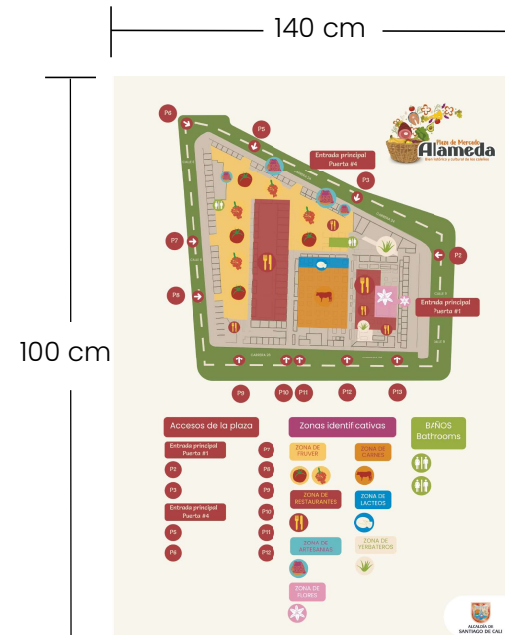 140 cm
100 cm
Plaza de Mercado
Alameda
P6
P5
Entrada principal
Puerta #4
P3
P7
P2
P8
Entrada principal
Puerta #1
P9
P10
P11
P12
P13
Accesos de la plaza
Entrada principal
Puerta #1
P2
P3
Entrada principal
Puerta #4
P5
P6
P7
P8
P9
P10
P11
P12
Zonas identificativas
ZONA DE
FRUVER
ZONA DE
CARNES
ZONA DE
RESTAURANTES
ZONA DE
LACTEOS
ZONA DE
ARTESANIAS
ZONA DE
YERBATEROS
ZONA DE
FLORES
BAÑOS
Bathrooms
ALCALDÍA DE
SANTIAGO DE CALI